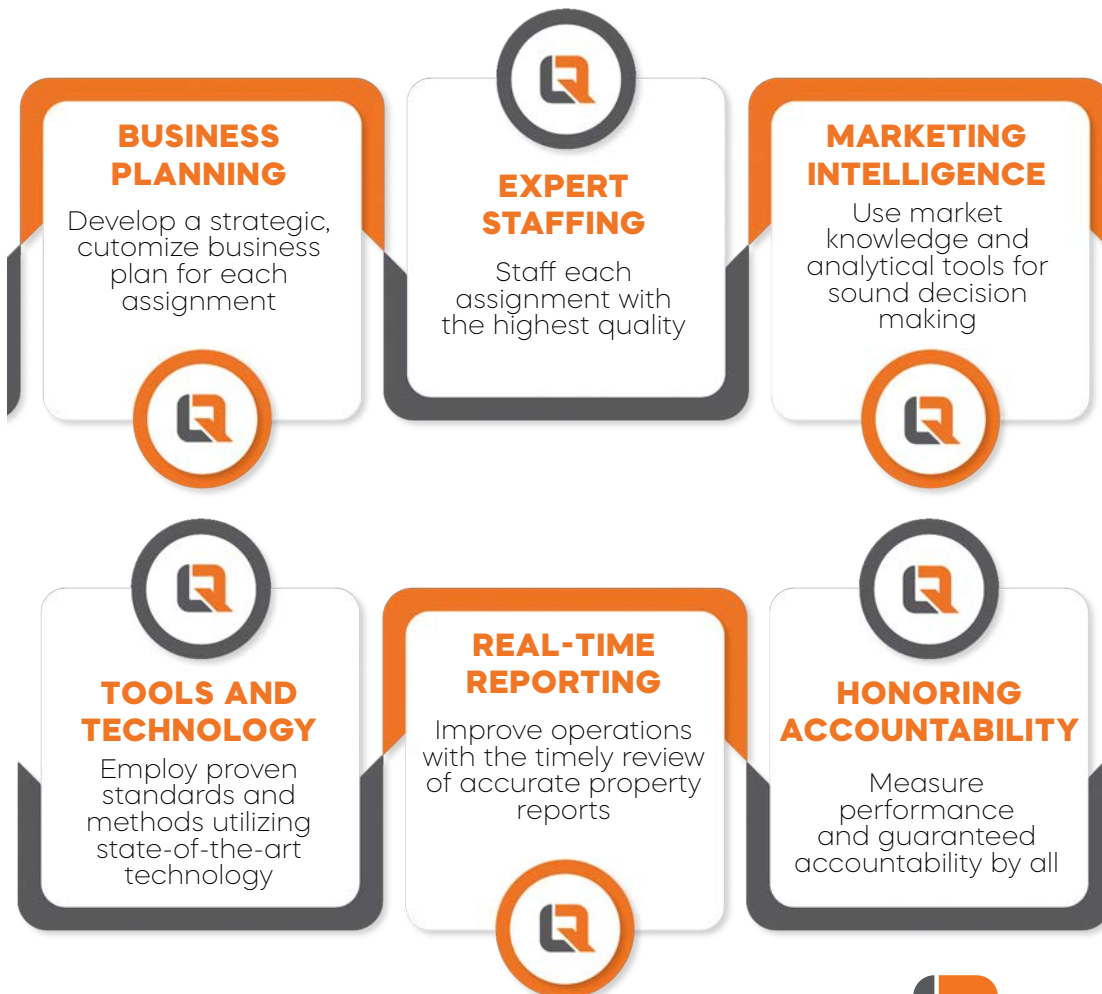 BUSINESS
PLANNING
Develop a strategic,
cutomize business
plan for each
assignment
EXPERT
STAFFING
Staff each
assignment with
the highest quality
MARKETING
INTELLIGENCE
Use market
knowledge and
analytical tools for
sound decision
making
TOOLS AND
TECHNOLOGY
Employ proven
standards and
methods utilizing
state-of-the-art
technology
REAL-TIME
REPORTING
Improve operations
with the timely review
of accurate property
reports
HONORING
ACCOUNTABILITY
Measure
performance
and guaranteed
accountability by all